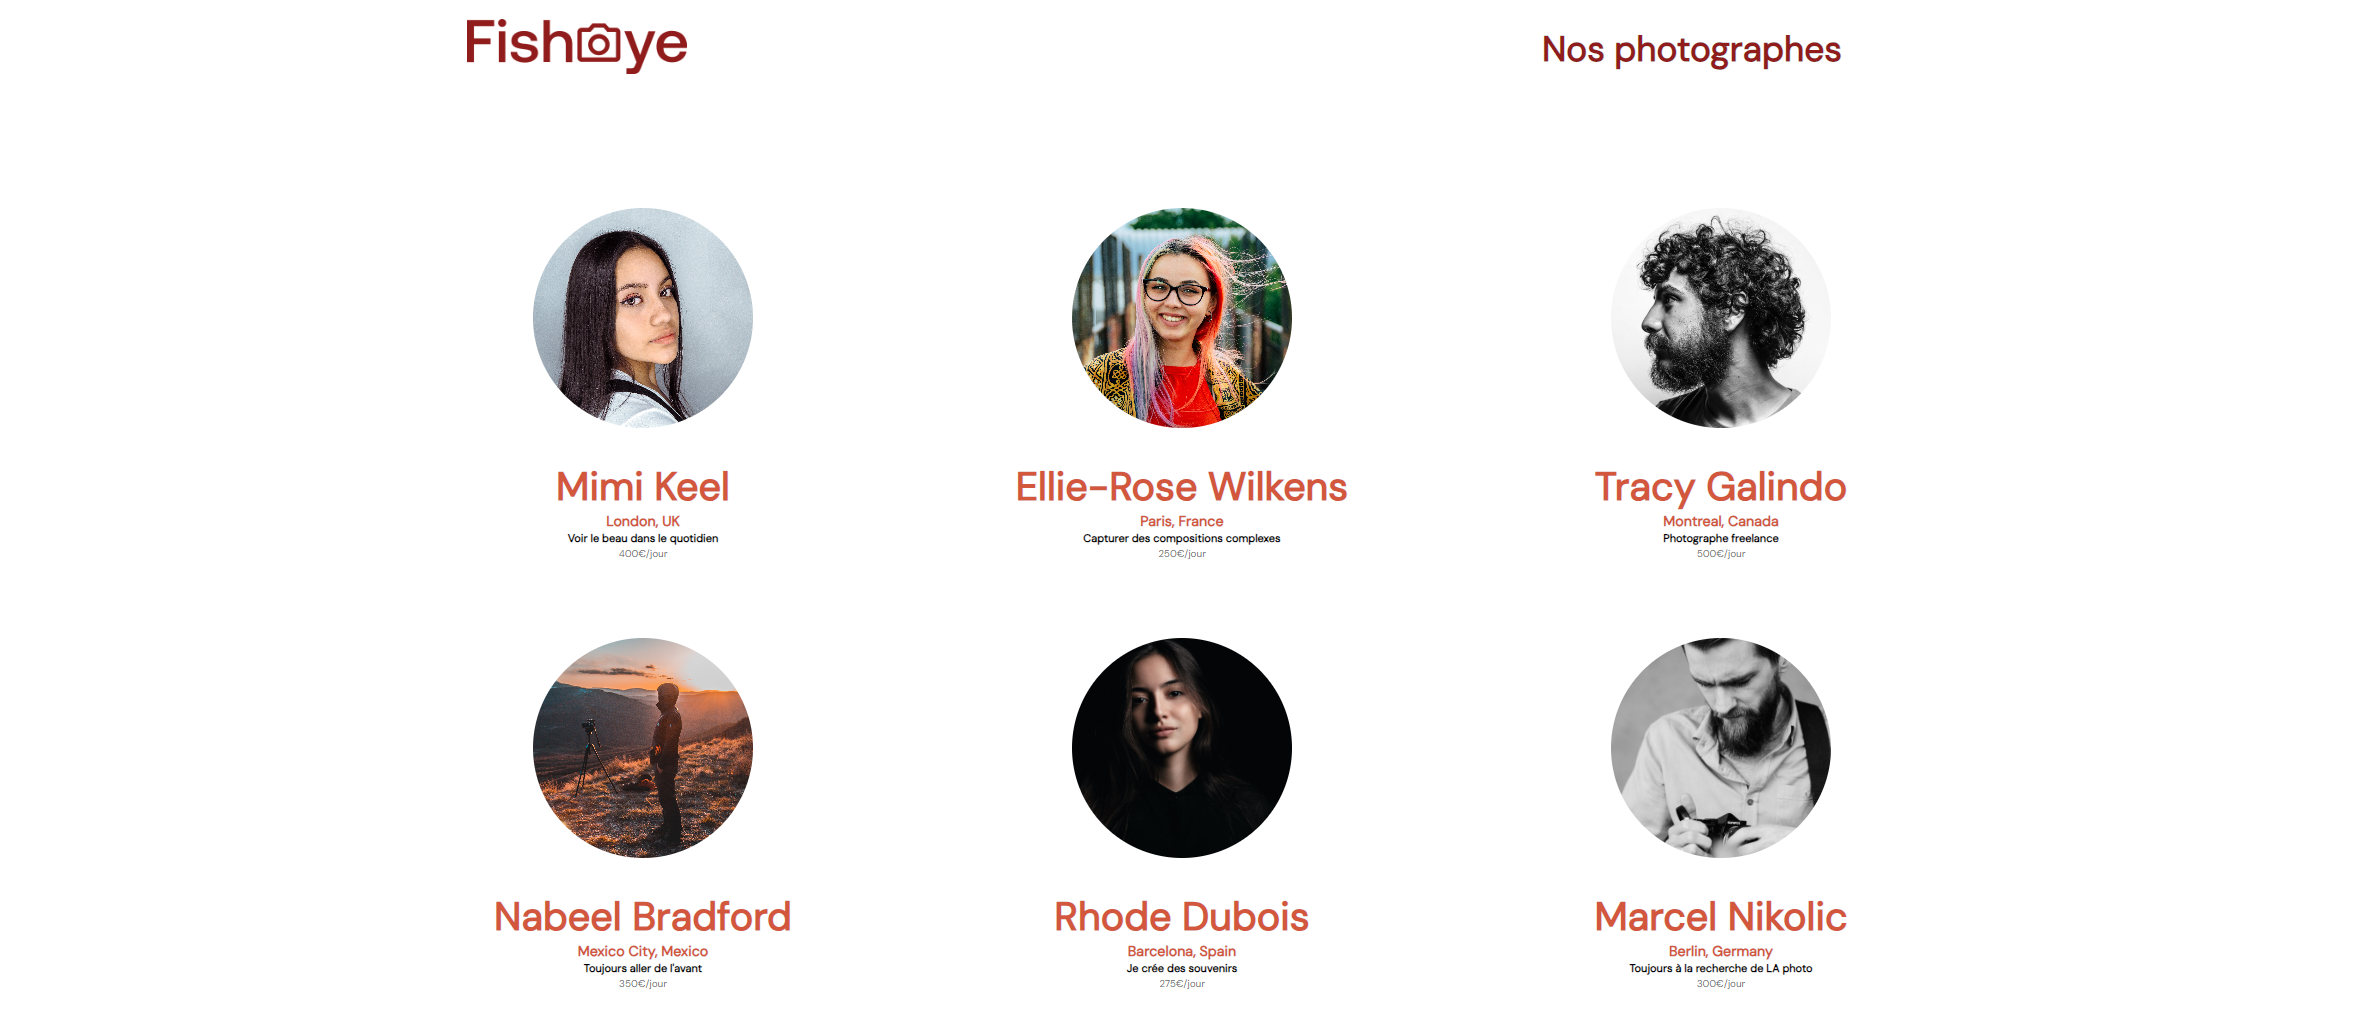 Fisheye
Nos photographes
Mimi Keel
London, UK
Voir le beau dans le quotidien
400€/jour
Ellie-Rose Wilkens
Paris, France
Capturer des compositions complexes
250€/jour
Tracy Galindo
Montreal, Canada
Photographe freelance
500€/jour
Nabeel Bradford
Mexico City, Mexico
Toujours aller de l'avant
350€/jour
Rhode Dubois
Barcelona, Spain
Je crée des souvenirs
275€/jour
Marcel Nikolic
Berlin, Germany
Toujours à la recherche de LA photo
300€/jour